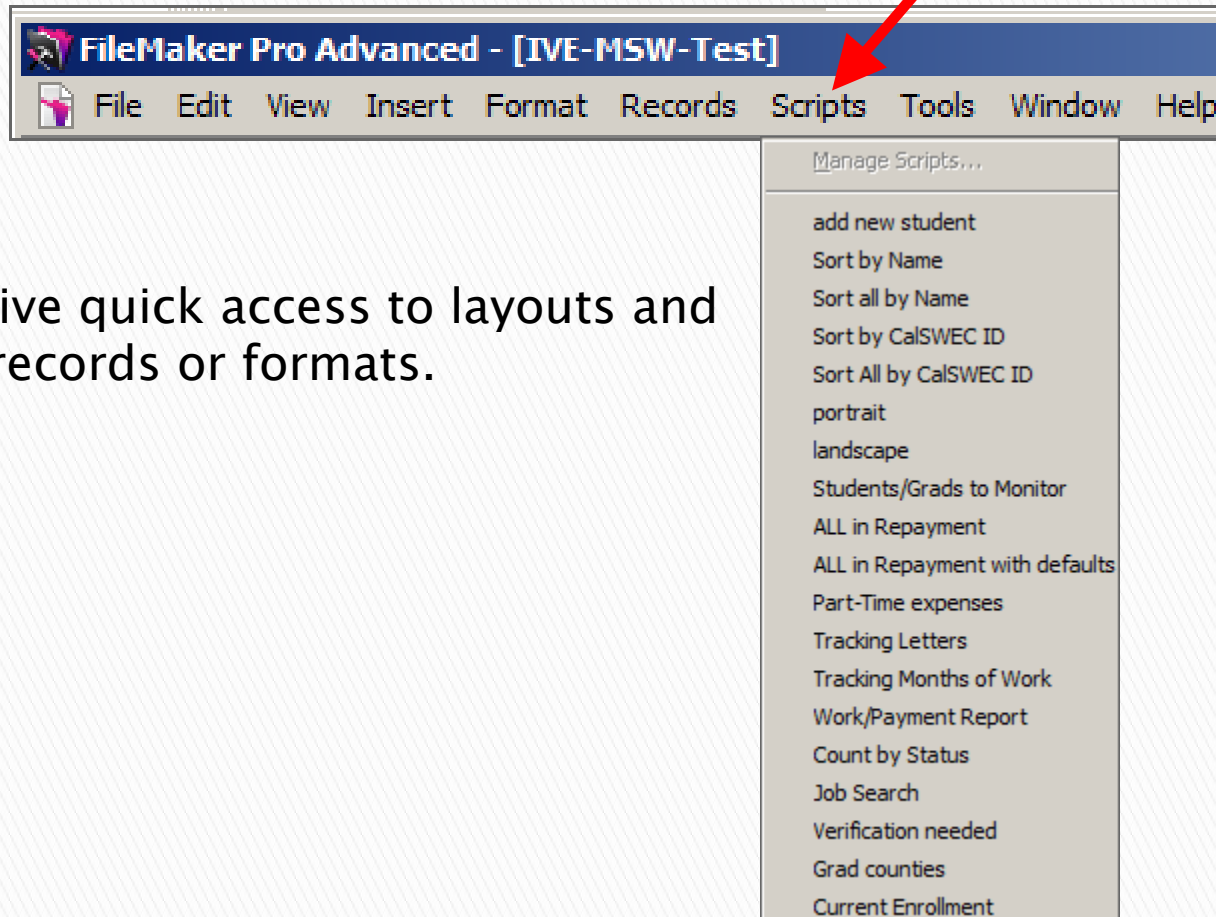 FileMaker Pro Advanced - [IVE-MSW-Test]
File Edit View Insert Format Records Scripts Tools Window Help
Manage Scripts...
add new student
Sort by Name
Sort all by Name
Sort by CalSWEC ID
Sort All by CalSWEC ID
portrait
landscape
Students/Grads to Monitor
ALL in Repayment
ALL in Repayment with defaults
Part-Time expenses
Tracking Letters
Tracking Months of Work
Work/Payment Report
Count by Status
Job Search
Verification needed
Grad counties
Current Enrollment
ive quick access to layouts and
records or formats.